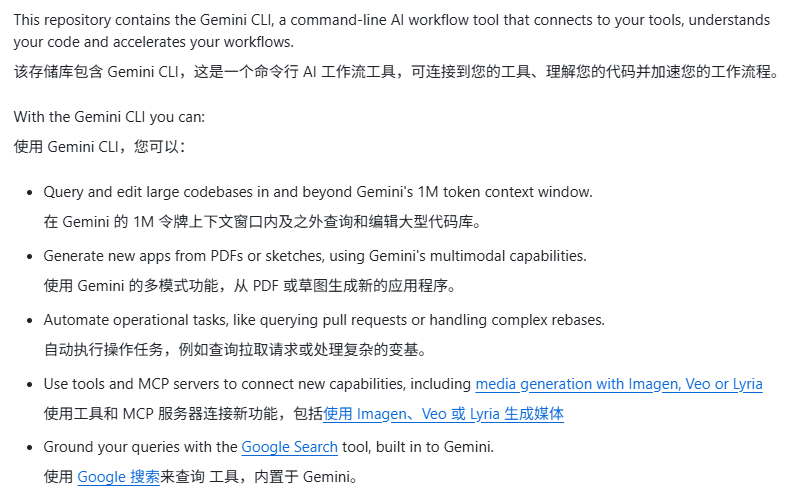 This repository contains the Gemini CLI, a command-line AI workflow tool that connects to your tools, understands
your code and accelerates your workflows.
该存储库包含 Gemini CLI，这是一个命令行 AI 工作流工具，可连接到您的工具、理解您的代码并加速您的工作流程。
With the Gemini CLI you can:
使用 Gemini CLI，您可以：
• Query and edit large codebases in and beyond Gemini's 1M token context window.
在 Gemini 的 1M 令牌上下文窗口内及之外查询和编辑大型代码库。
• Generate new apps from PDFs or sketches, using Gemini's multimodal capabilities.
使用 Gemini 的多模式功能，从 PDF 或草图生成新的应用程序。
• Automate operational tasks, like querying pull requests or handling complex rebases.
自动执行操作任务，例如查询拉取请求或处理复杂的变基。
• Use tools and MCP servers to connect new capabilities, including media generation with Imagen, Veo or Lyria
使用工具和 MCP 服务器连接新功能，包括使用 Imagen、Veo 或 Lyria 生成媒体
• Ground your queries with the Google Search tool, built in to Gemini.
使用 Google 搜索来查询 工具，内置于 Gemini。